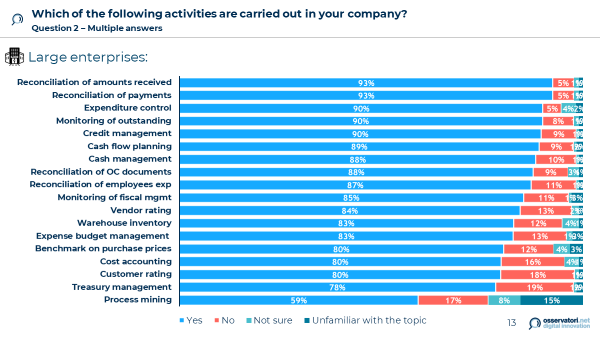 Which of the following activities are carried out in your company?
Question 2 – Multiple answers
Large enterprises:
Reconciliation of amounts received 93% 5%
Reconciliation of payments 93% 5%
Expenditure control 90% 5% 4% 2%
Monitoring of outstanding 90% 8%
Credit management 90% 9%
Cash flow planning 89% 9%
Cash management 88% 10%
Reconciliation of OC documents 88% 9% 3%
Reconciliation of employees exp 87% 11%
Monitoring of fiscal mgmt 85% 11% 3%
Vendor rating 84% 13%
Warehouse inventory 83% 12% 4%
Expense budget management 83% 13% 3%
Benchmark on purchase prices 80% 12% 4% 3%
Cost accounting 80% 16% 4%
Customer rating 80% 18%
Treasury management 78% 19%
Process mining 59% 17% 8% 15%
Yes No Not sure Unfamiliar with the topic
13
osservatori.net
digital innovation